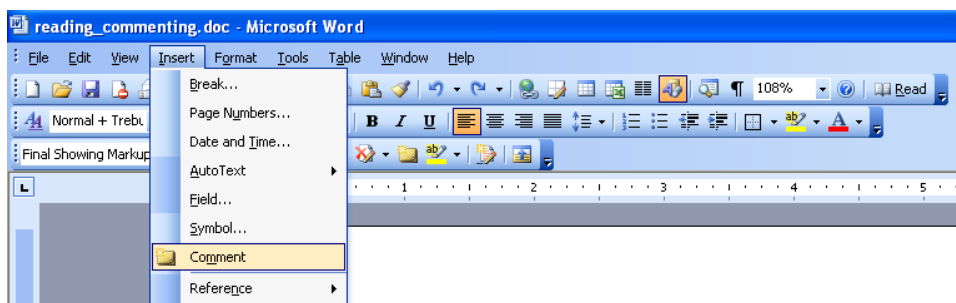 reading_commenting.doc - Microsoft Word
File Edit View Insert Format Tools Table Window Help
108% Read
Normal + Trebu
B I U
Final Showing Markup
Break...
Page Numbers...
Date and Time...
AutoText
Field...
Symbol...
Comment
Reference
1 2 3 4 5